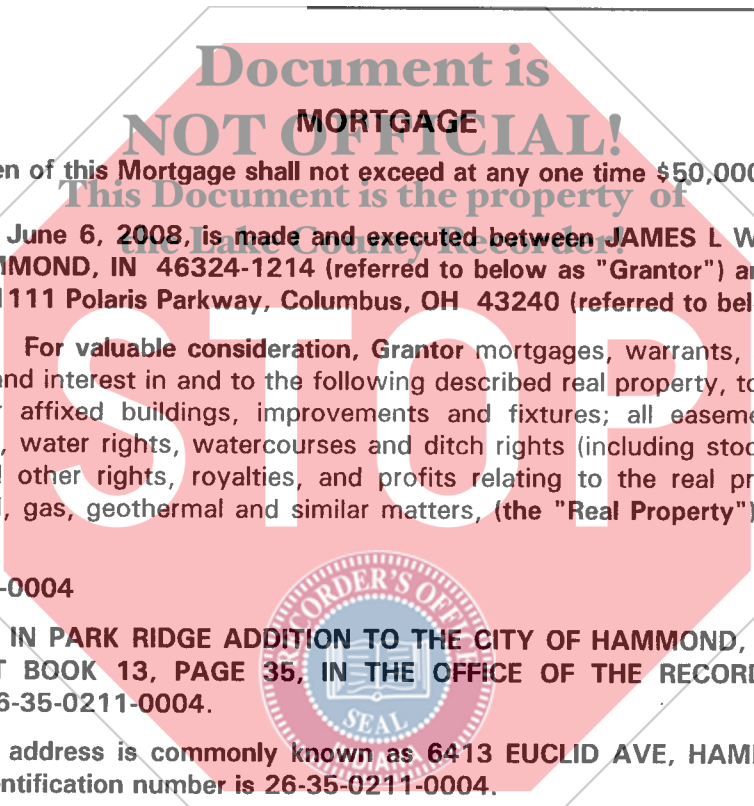 Document is
MORTGAGE
NOT OFFICIAL!
en of this Mortgage shall not exceed at any one time $50,000
This Document is the property of
June 6, 2008, is made and executed between JAMES L W
the Lake County Recorder!
MMOND, IN 46324-1214 (referred to below as "Grantor") a
1111 Polaris Parkway, Columbus, OH 43240 (referred to bel
STOP
For valuable consideration, Grantor mortgages, warrants,
nd interest in and to the following described real property, to
affixed buildings, improvements and fixtures; all easeme
, water rights, watercourses and ditch rights (including stoc
other rights, royalties, and profits relating to the real pr
, gas, geothermal and similar matters, (the "Real Property")
-0004
RECORDER'S OFFICE
IN PARK RIDGE ADDITION TO THE CITY OF HAMMOND,
T BOOK 13, PAGE 35, IN THE OFFICE OF THE RECORD
6-35-0211-0004.
SEAL
address is commonly known as 6413 EUCLID AVE, HAM
INDIANA
entification number is 26-35-0211-0004.